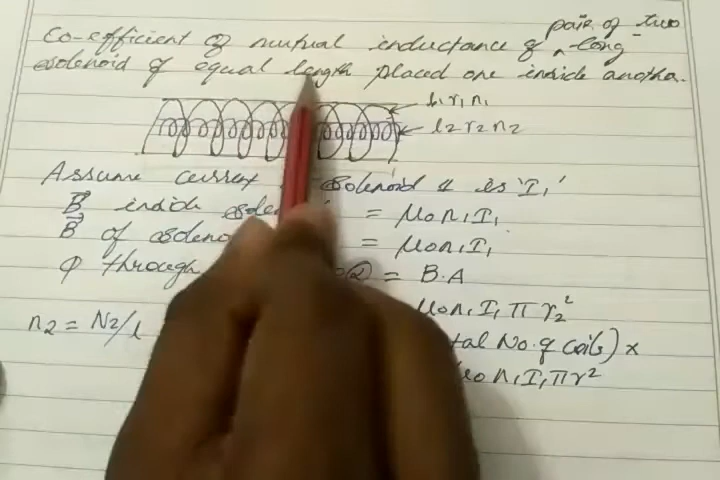 pair of two
Co-efficient of mutual inductance of ^ long
solenoid of equal length placed one inside another.
l₁ r₁ n₁
l₂ r₂ n₂
Assume current solenoid 1 is 'I₁'
B⃗ inside = μ₀n₁I₁
B⃗ of = μ₀n₁I₁
φ through = B.A
μ₀n₁I₁πr₂²
n₂ = N₂/l
No. of coils) x
n₁I₁πr²